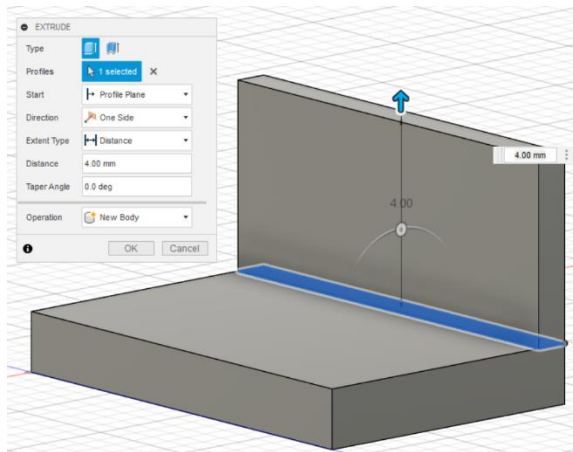 EXTRUDE
Type
Profiles 1 selected
Start Profile Plane
Direction One Side
Extent Type Distance
Distance 4.00 mm
Taper Angle 0.0 deg
Operation New Body
OK Cancel
4.00 mm
4.00